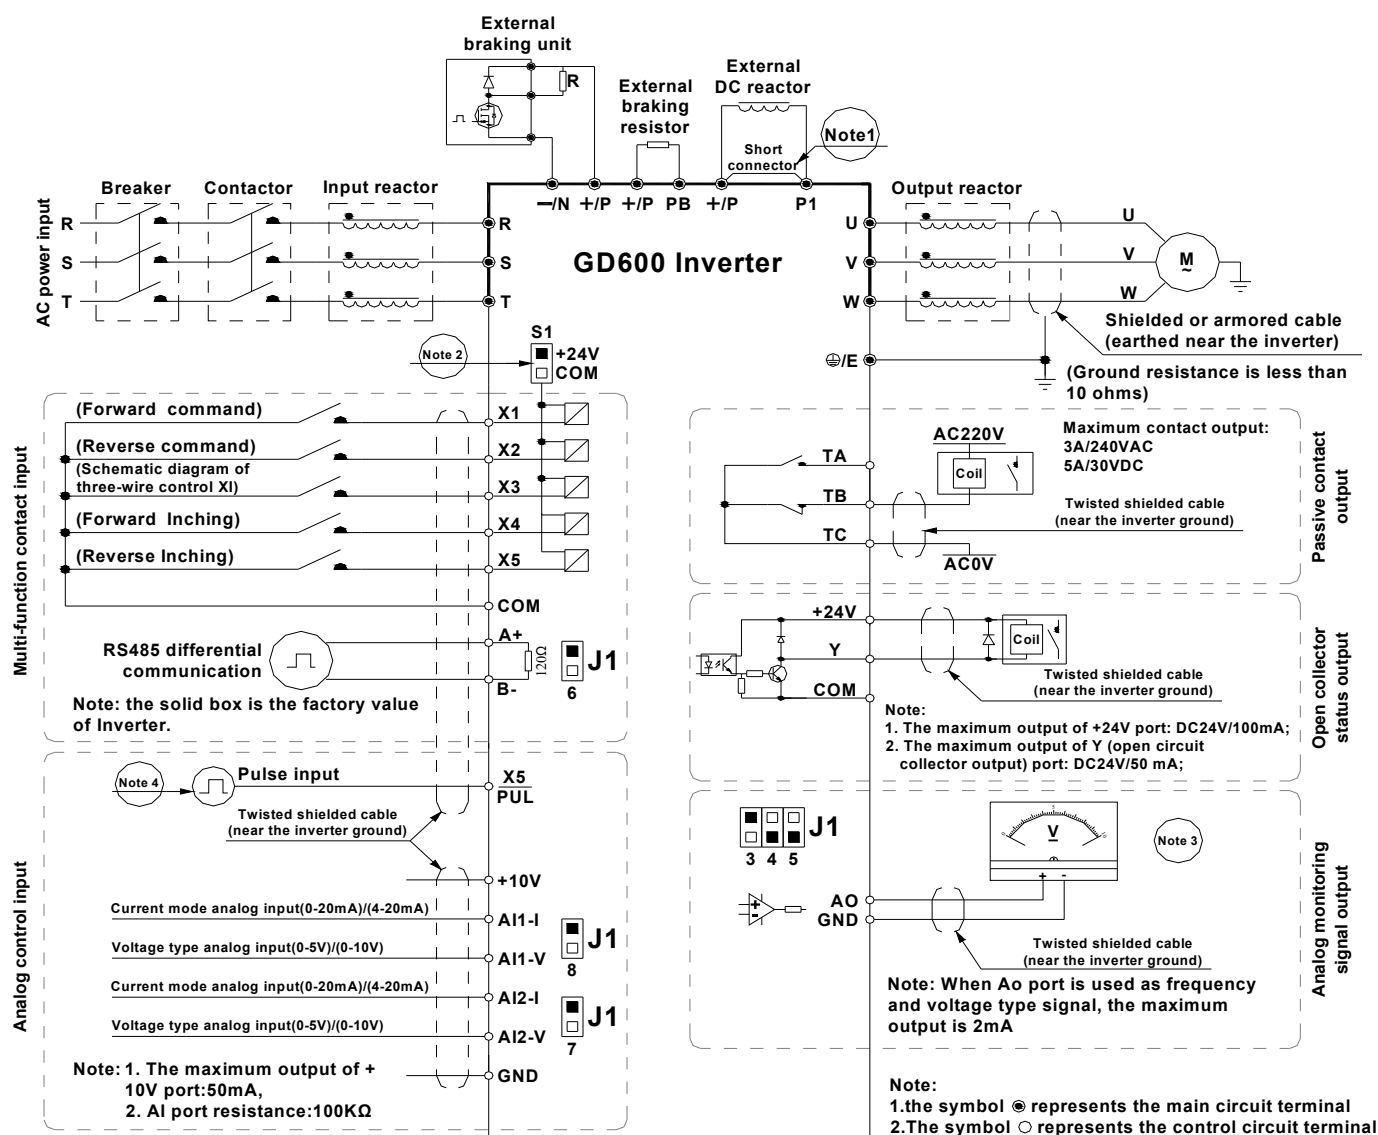 External
braking unit
R
External
braking
resistor
External
DC reactor
Short
connector
Note1
AC power input
Breaker
Contactor
Input reactor
−/N +/P +/P PB +/P P1
Output reactor
R
R
S
S
T
T
GD600 Inverter
U
V
W
U
V
W
M
~
Shielded or armored cable
(earthed near the inverter)
/E
(Ground resistance is less than
10 ohms)
S1
+24V
COM
Note 2
Multi-function contact input
(Forward command)
X1
(Reverse command)
X2
(Schematic diagram of
three-wire control XI)
X3
(Forward Inching)
X4
(Reverse Inching)
X5
COM
RS485 differential
communication
A+
120Ω
B-
J1
6
Note: the solid box is the factory value
of Inverter.
Analog control input
Note 4
Pulse input
X5
PUL
Twisted shielded cable
(near the inverter ground)
+10V
Current mode analog input(0-20mA)/(4-20mA)
AI1-I
Voltage type analog input(0-5V)/(0-10V)
AI1-V
J1
8
Current mode analog input(0-20mA)/(4-20mA)
AI2-I
Voltage type analog input(0-5V)/(0-10V)
AI2-V
J1
7
GND
Note: 1. The maximum output of +
10V port:50mA,
2. AI port resistance:100KΩ
Passive contact
output
TA
TB
TC
AC220V
Coil
AC0V
Maximum contact output:
3A/240VAC
5A/30VDC
Twisted shielded cable
(near the inverter ground)
Open collector
status output
+24V
Y
COM
Coil
Twisted shielded cable
(near the inverter ground)
Note:
1. The maximum output of +24V port: DC24V/100mA;
2. The maximum output of Y (open circuit
collector output) port: DC24V/50 mA;
Analog monitoring
signal output
J1
3 4 5
0
5
10
V
+ -
Note 3
AO
GND
Twisted shielded cable
(near the inverter ground)
Note: When Ao port is used as frequency
and voltage type signal, the maximum
output is 2mA
Note:
1.the symbol represents the main circuit terminal
2.The symbol represents the control circuit terminal